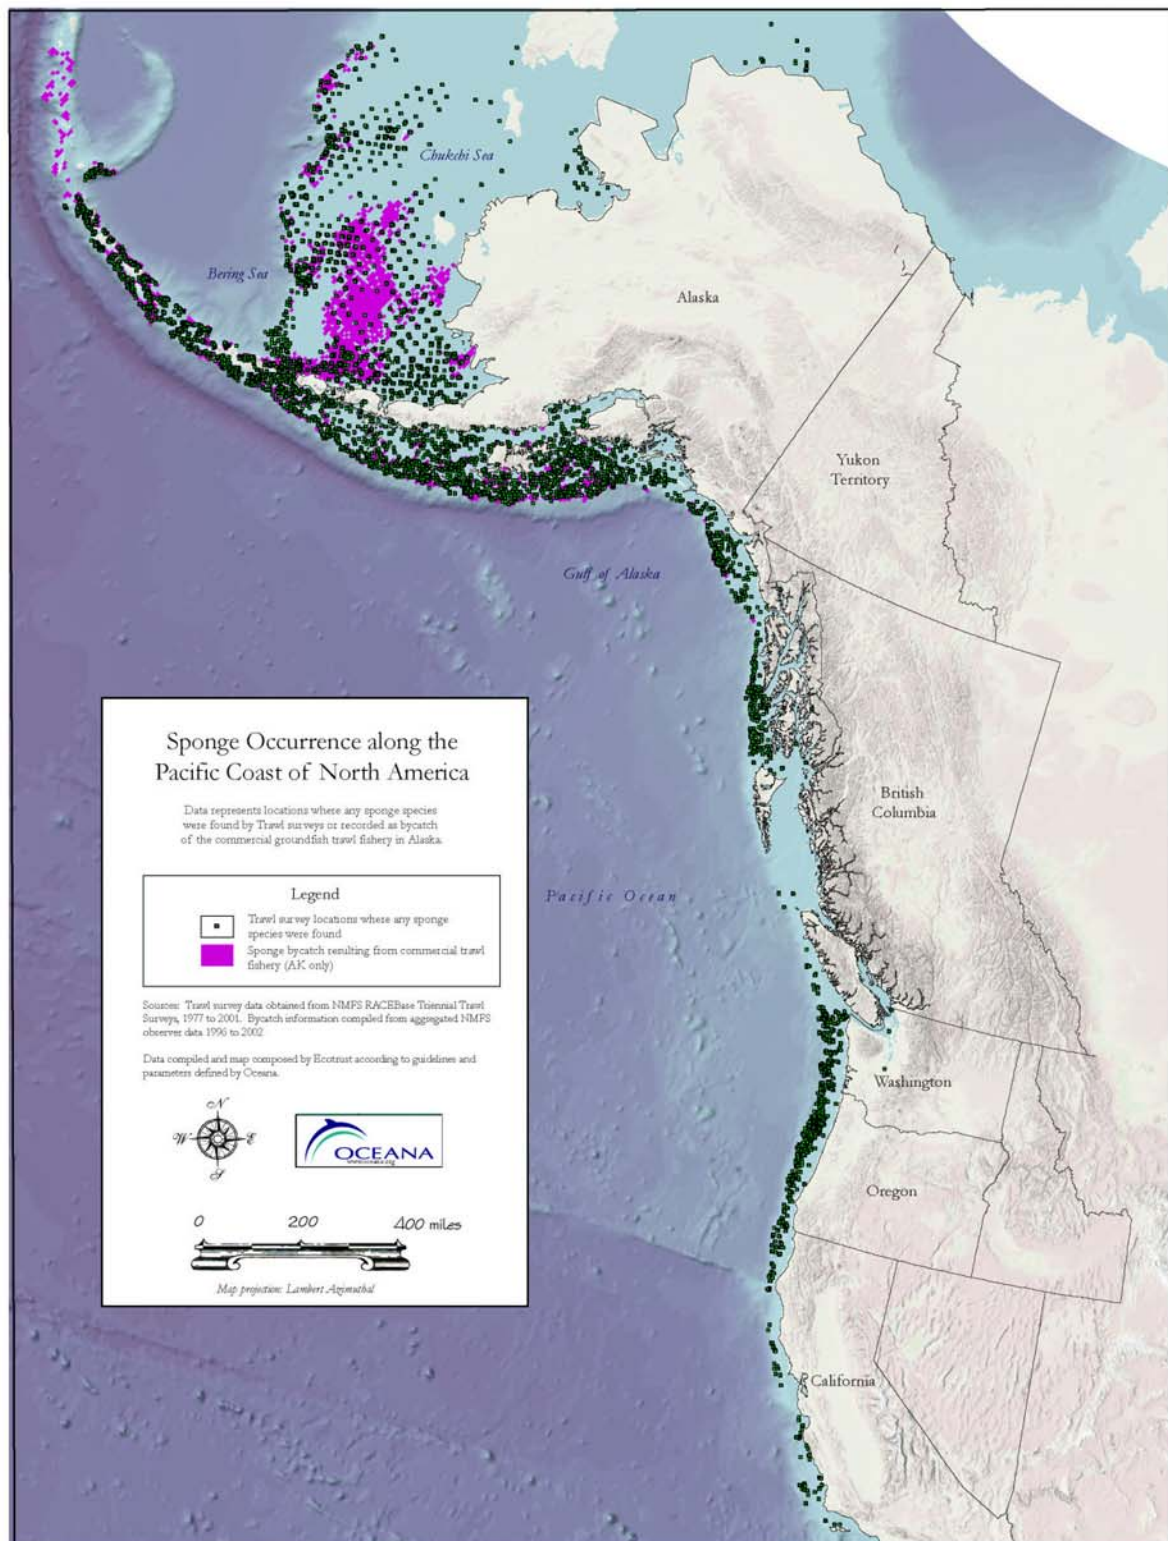 Chukchi Sea
Bering Sea
Alaska
Yukon
Territory
Gulf of Alaska
British
Columbia
Pacific Ocean
Washington
Oregon
California
Sponge Occurrence along the
Pacific Coast of North America
Data represents locations where any sponge species
were found by Trawl surveys or recorded as bycatch
of the commercial groundfish trawl fishery in Alaska.
Legend
Trawl survey locations where any sponge
species were found
Sponge bycatch resulting from commercial trawl
fishery (AK only)
Sources: Trawl survey data obtained from NMFS RACEBase Triennial Trawl
Surveys, 1977 to 2001. Bycatch information compiled from aggregated NMFS
observer data 1996 to 2002
Data compiled and map composed by Ecotrust according to guidelines and
parameters defined by Oceana.
N
W E
S
OCEANA
www.oceana.org
0 200 400 miles
Map projection: Lambert Azimuthal